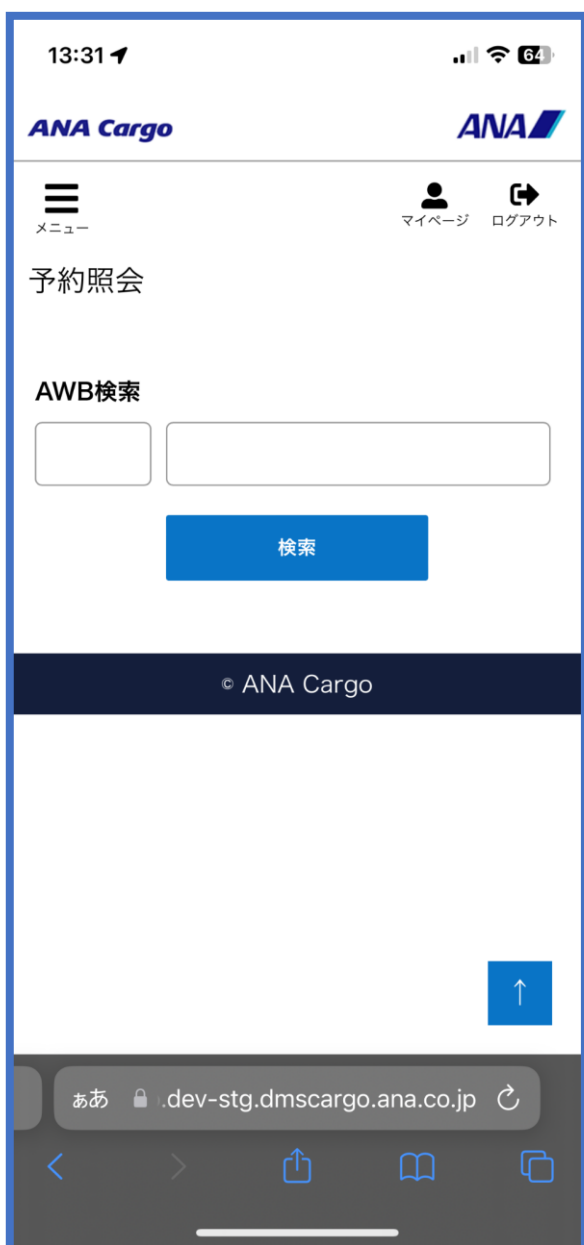 13:31
64
ANA Cargo
ANA
メニュー
マイページ
ログアウト
予約照会
AWB検索
検索
© ANA Cargo
↑
ぁあ
.dev-stg.dmscargo.ana.co.jp